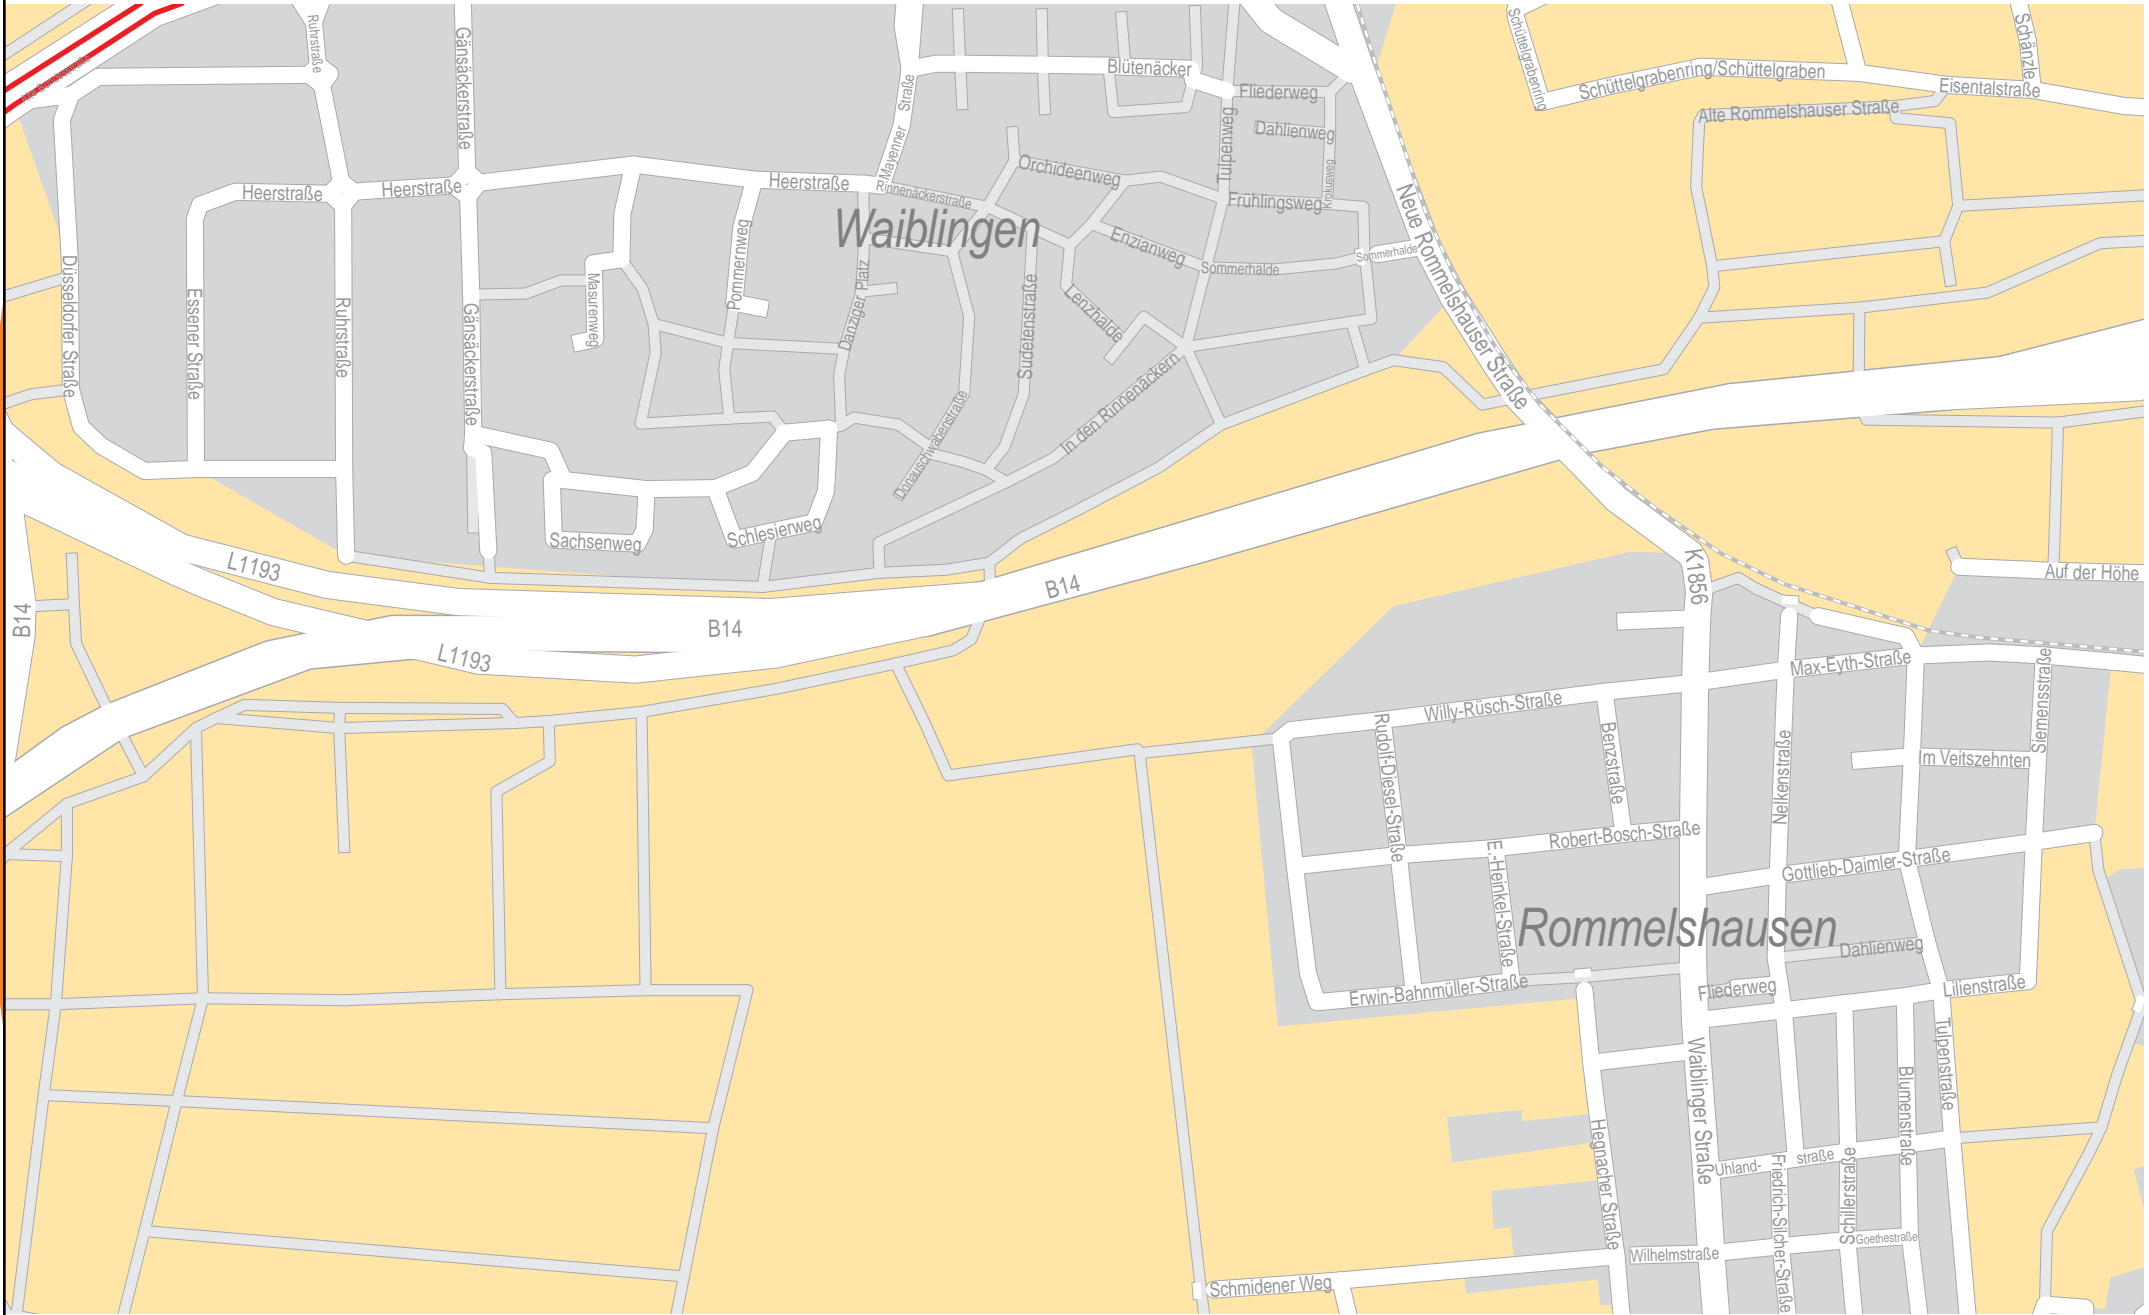 Ruhrstraße
Gänsäckerstraße
Alte Bundesstraße
Blütenäcker
Fliederweg
Dahlienweg
Tulpenweg
Krokusweg
Mayenner Straße
Schüttelgrabenring
Schüttelgrabenring/Schüttelgraben
Schänzle
Eisentalstraße
Alte Rommelshauser Straße
Heerstraße
Heerstraße
Heerstraße
Rinnenäckerstraße
Orchideenweg
Frühlingsweg
Waiblingen
Enzianweg
Sommerhalde
Sommerhalde
Neue Rommelshauser Straße
Düsseldorfer Straße
Essener Straße
Ruhrstraße
Gänsäckerstraße
Masurenweg
Pommernweg
Danziger Platz
Sudetenstraße
Lenzhalde
Donauschwabenstraße
In den Rinnenäckern
Sachsenweg
Schlesierweg
L1193
B14
B14
B14
L1193
K1856
Auf der Höhe
Max-Eyth-Straße
Siemensstraße
Willy-Rüsch-Straße
Rudolf-Diesel-Straße
Benzstraße
Nelkenstraße
Im Veitszehnten
Robert-Bosch-Straße
E.-Heinkel-Straße
Gottlieb-Daimler-Straße
Rommelshausen
Dahlienweg
Fliederweg
Lilienstraße
Erwin-Bahnmüller-Straße
Waiblinger Straße
Tulpenstraße
Blumenstraße
Hegnacher Straße
Uhland-
straße
Friedrich-Silcher-Straße
Schillerstraße
Goethestraße
Wilhelmstraße
Schmidener Weg